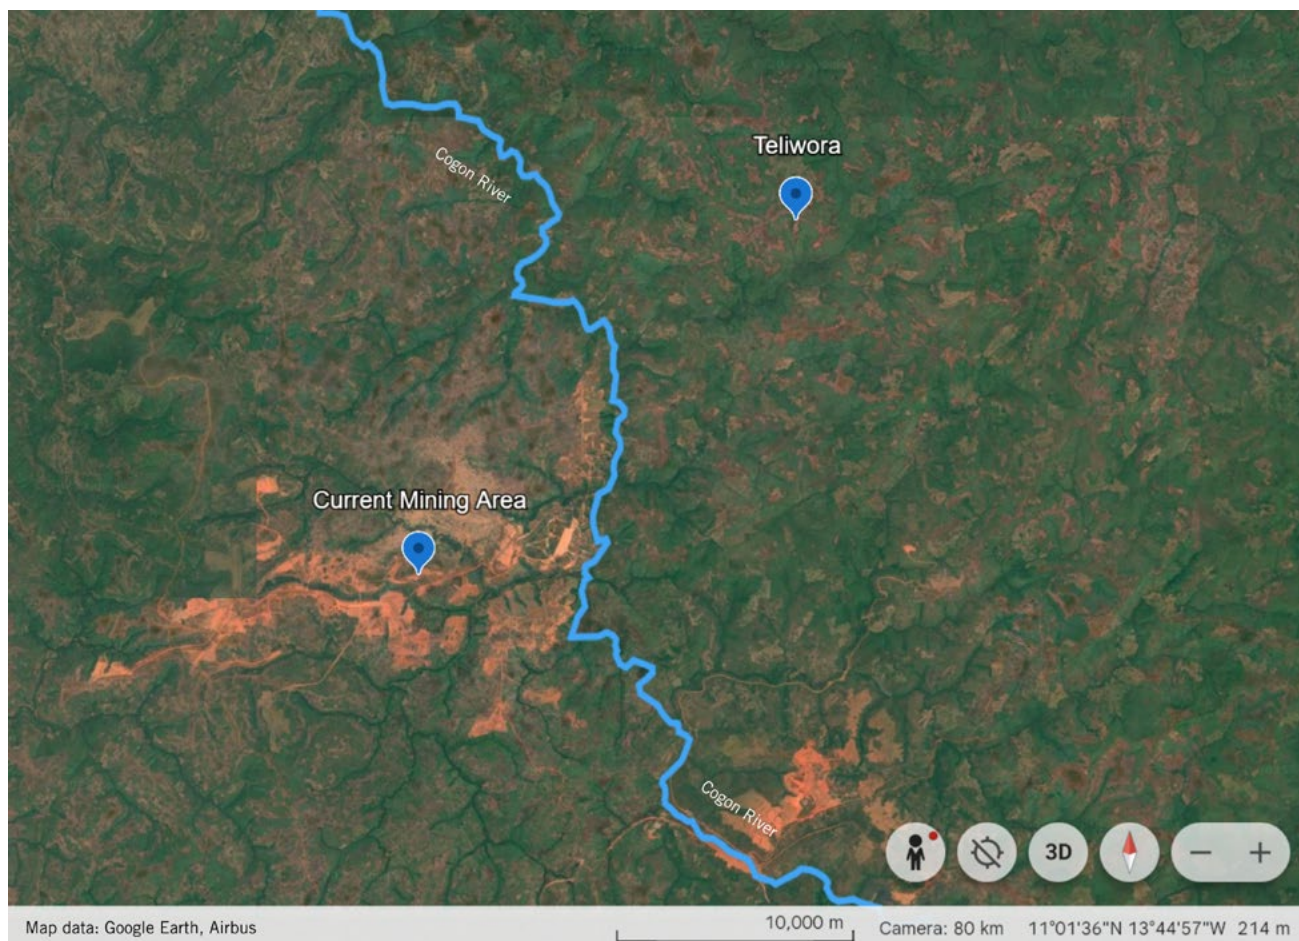 Cogon River
Teliwora
Current Mining Area
Cogon River
3D
Map data: Google Earth, Airbus
10,000 m
Camera: 80 km
11°01'36"N 13°44'57"W
214 m